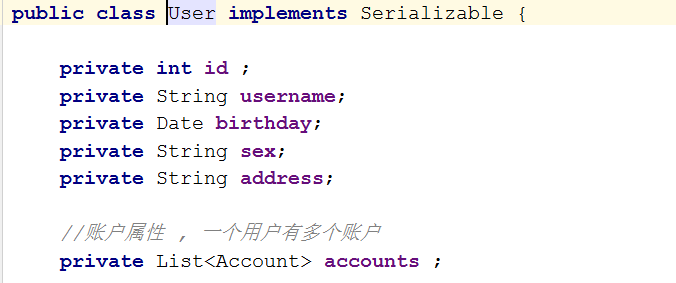 public class User implements Serializable {
private int id ;
private String username;
private Date birthday;
private String sex;
private String address;
//账户属性 , 一个用户有多个账户
private List<Account> accounts ;